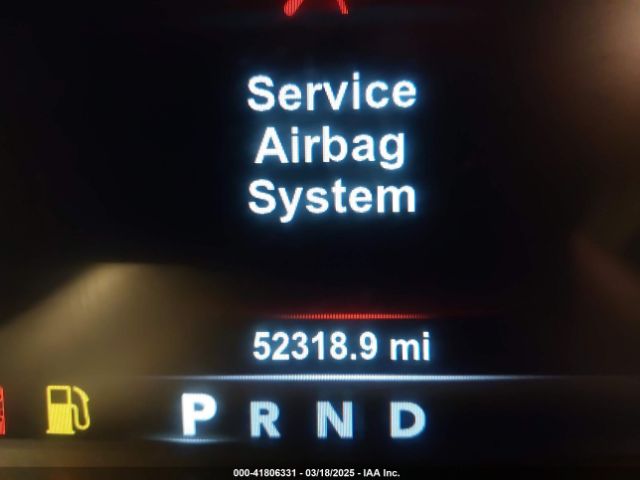 Service
Airbag
System
52318.9 mi
P R N D
000-41806331 - 03/18/2025 - IAA Inc.